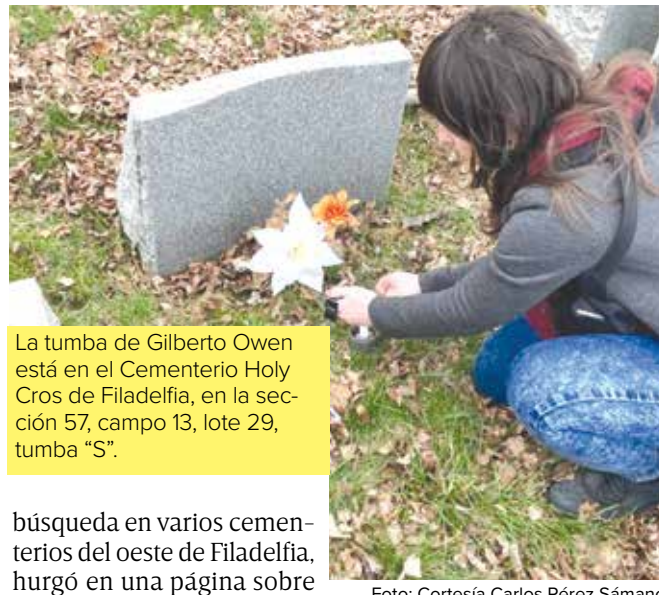 La tumba de Gilberto Owen
está en el Cementerio Holy
Cros de Filadelfia, en la sec-
ción 57, campo 13, lote 29,
tumba “S”.
búsqueda en varios cemen-
terios del oeste de Filadelfia,
hurgó en una página sobre
Foto: Cortesía Carlos Pérez Sámano